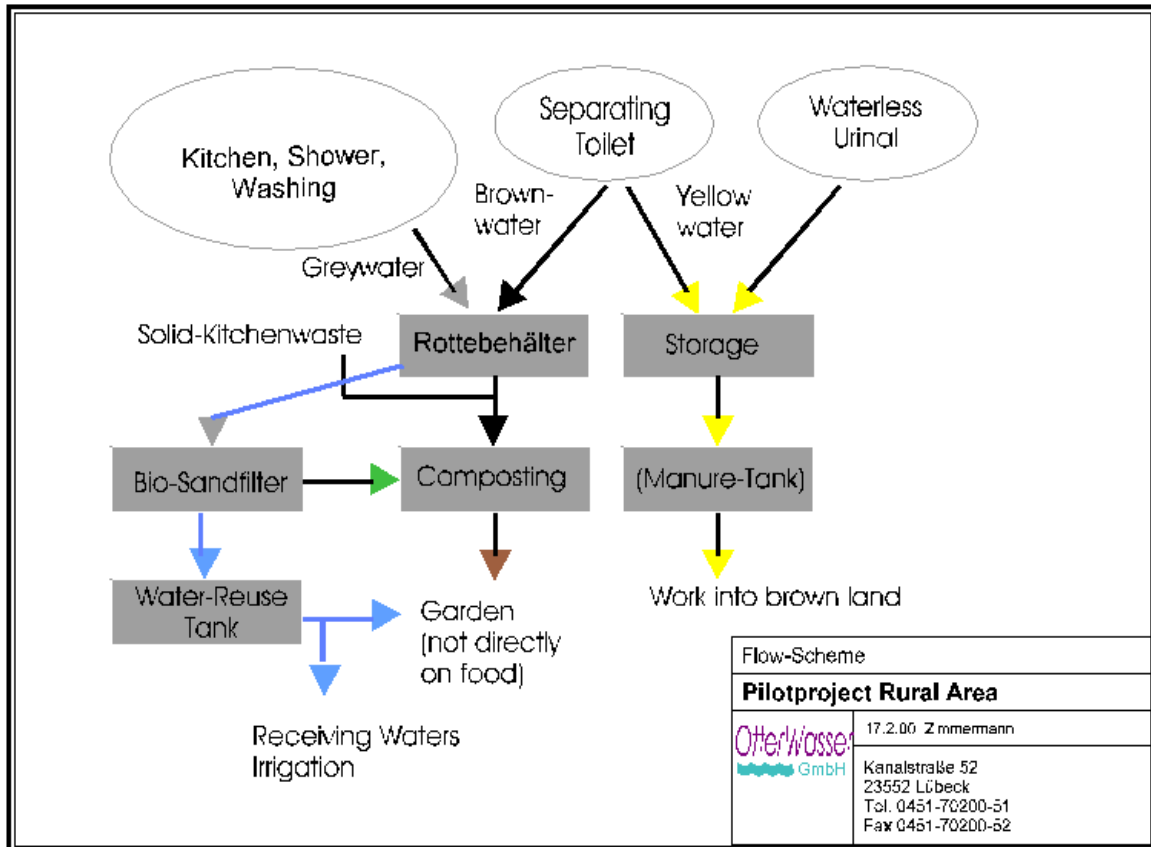 Kitchen, Shower,
Washing
Separating
Toilet
Waterless
Urinal
Brown-
water
Yellow
water
Greywater
Solid-Kitchenwaste
Rottebehälter
Storage
Bio-Sandfilter
Composting
(Manure-Tank)
Water-Reuse
Tank
Garden
(not directly
on food)
Work into brown land
Receiving Waters
Irrigation
Flow-Scheme
Pilotproject Rural Area
OtterWasser
GmbH
17.2.00 Zimmermann
Kanalstraße 52
23552 Lübeck
Tel. 0451-70200-51
Fax 0451-70200-52